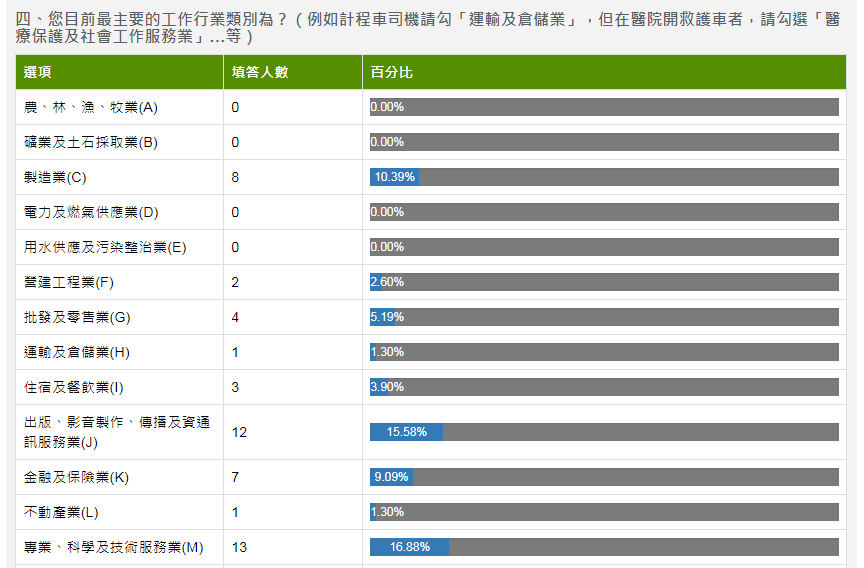 四、您目前最主要的工作行業類別為？（例如計程車司機請勾「運輸及倉儲業」，但在醫院開救護車者，請勾選「醫
療保護及社會工作服務業」...等）
選項 填答人數 百分比
農、林、漁、牧業(A) 0 0.00%
礦業及土石採取業(B) 0 0.00%
製造業(C) 8 10.39%
電力及燃氣供應業(D) 0 0.00%
用水供應及污染整治業(E) 0 0.00%
營建工程業(F) 2 2.60%
批發及零售業(G) 4 5.19%
運輸及倉儲業(H) 1 1.30%
住宿及餐飲業(I) 3 3.90%
出版、影音製作、傳播及資通
訊服務業(J) 12 15.58%
金融及保險業(K) 7 9.09%
不動產業(L) 1 1.30%
專業、科學及技術服務業(M) 13 16.88%